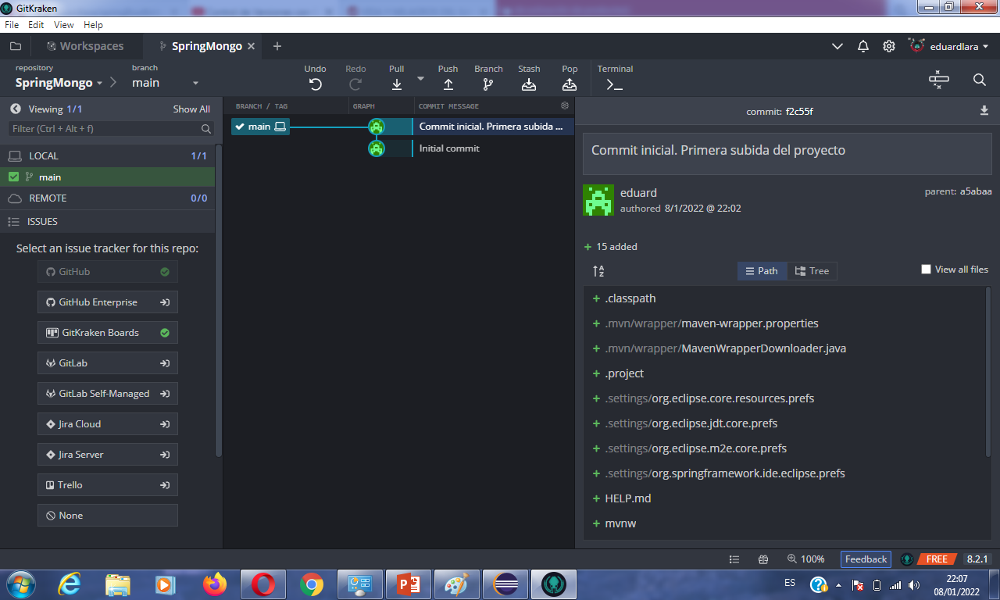 GitKraken
File Edit View Help
Workspaces
SpringMongo
eduardlara
repository
SpringMongo
branch
main
Undo
Redo
Pull
Push
Branch
Stash
Pop
Terminal
Viewing 1/1
Show All
Filter (Ctrl + Alt + f)
LOCAL 1/1
main
REMOTE 0/0
ISSUES
Select an issue tracker for this repo:
GitHub
GitHub Enterprise
GitKraken Boards
GitLab
GitLab Self-Managed
Jira Cloud
Jira Server
Trello
None
BRANCH / TAG
GRAPH
COMMIT MESSAGE
main
Commit inicial. Primera subida ...
Initial commit
commit: f2c55f
Commit inicial. Primera subida del proyecto
eduard
authored 8/1/2022 @ 22:02
parent: a5abaa
15 added
Path
Tree
View all files
.classpath
.mvn/wrapper/maven-wrapper.properties
.mvn/wrapper/MavenWrapperDownloader.java
.project
.settings/org.eclipse.core.resources.prefs
.settings/org.eclipse.jdt.core.prefs
.settings/org.eclipse.m2e.core.prefs
.settings/org.springframework.ide.eclipse.prefs
HELP.md
mvnw
100%
Feedback
FREE
8.2.1
ES
22:07
08/01/2022